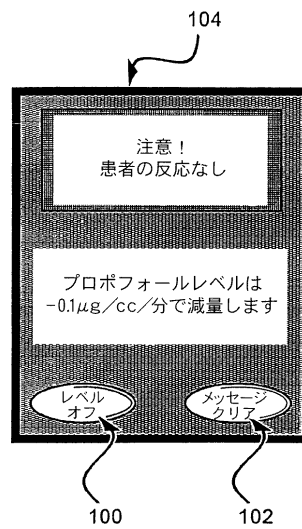 104
注意！
患者の反応なし
プロポフォールレベルは
−0.1μg／cc／分で減量します
レベル
オフ
メッセージ
クリア
100
102